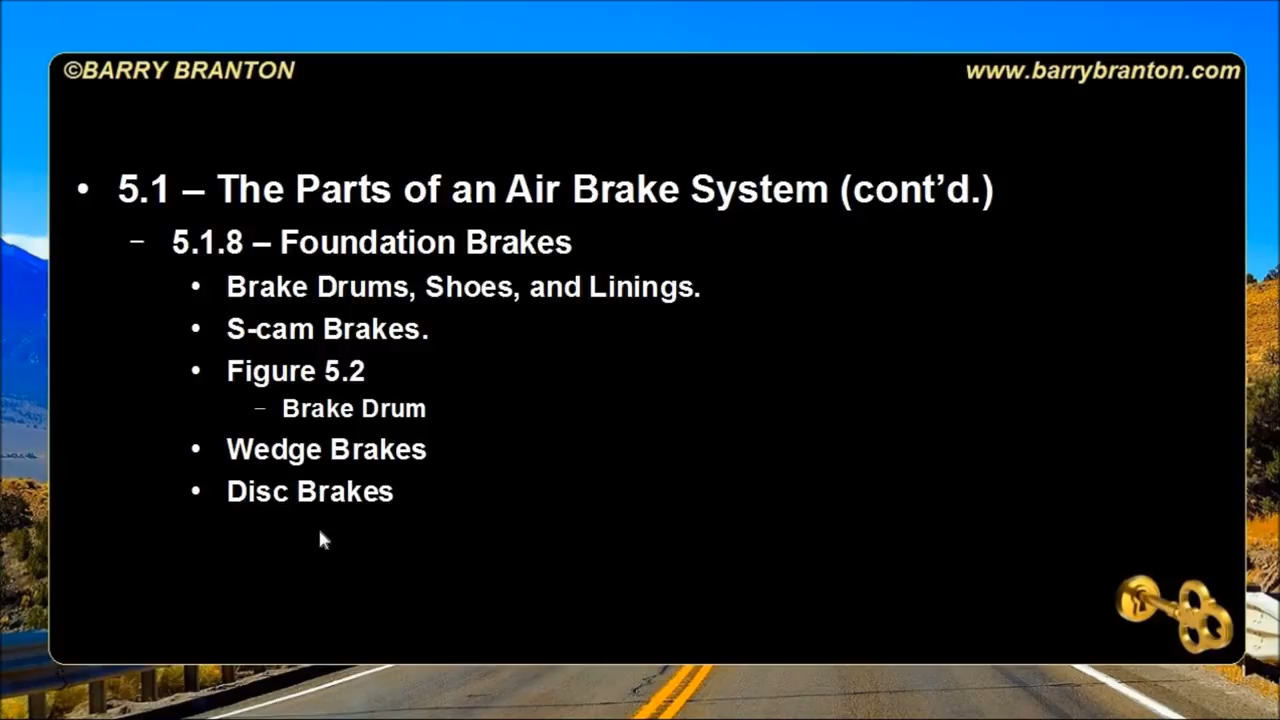 ©BARRY BRANTON
www.barrybranton.com
• 5.1 – The Parts of an Air Brake System (cont’d.)
– 5.1.8 – Foundation Brakes
• Brake Drums, Shoes, and Linings.
• S-cam Brakes.
• Figure 5.2
– Brake Drum
• Wedge Brakes
• Disc Brakes